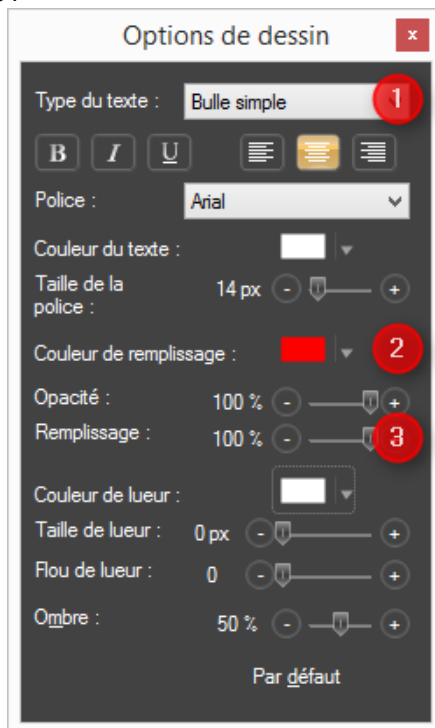 Options de dessin x
Type du texte : Bulle simple 1
B I U
Police : Arial
Couleur du texte :
Taille de la
police : 14 px - +
Couleur de remplissage : 2
Opacité : 100 % - +
Remplissage : 100 % - 3
Couleur de lueur :
Taille de lueur : 0 px - +
Flou de lueur : 0 - +
Ombre : 50 % - +
Par défaut